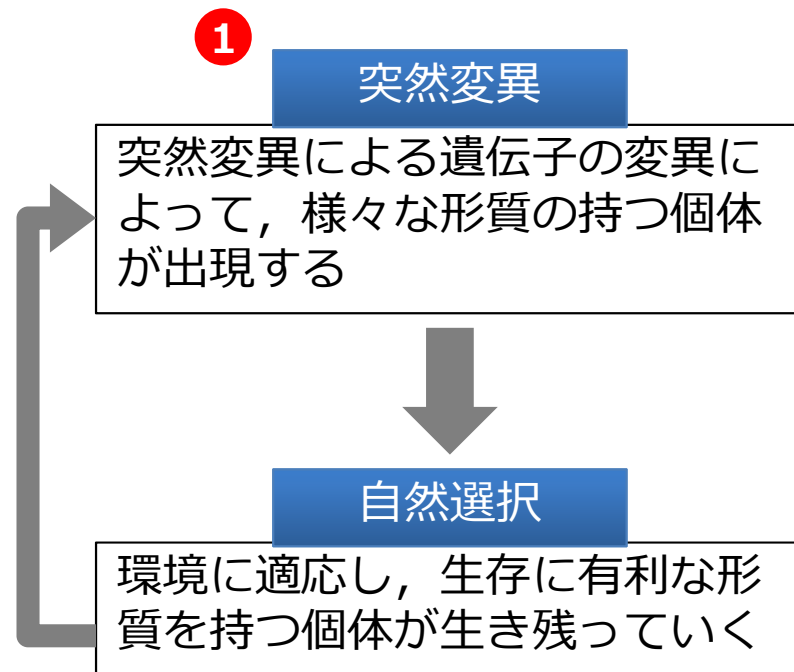 1
突然変異
突然変異による遺伝子の変異に
よって，様々な形質の持つ個体
が出現する
自然選択
環境に適応し，生存に有利な形
質を持つ個体が生き残っていく